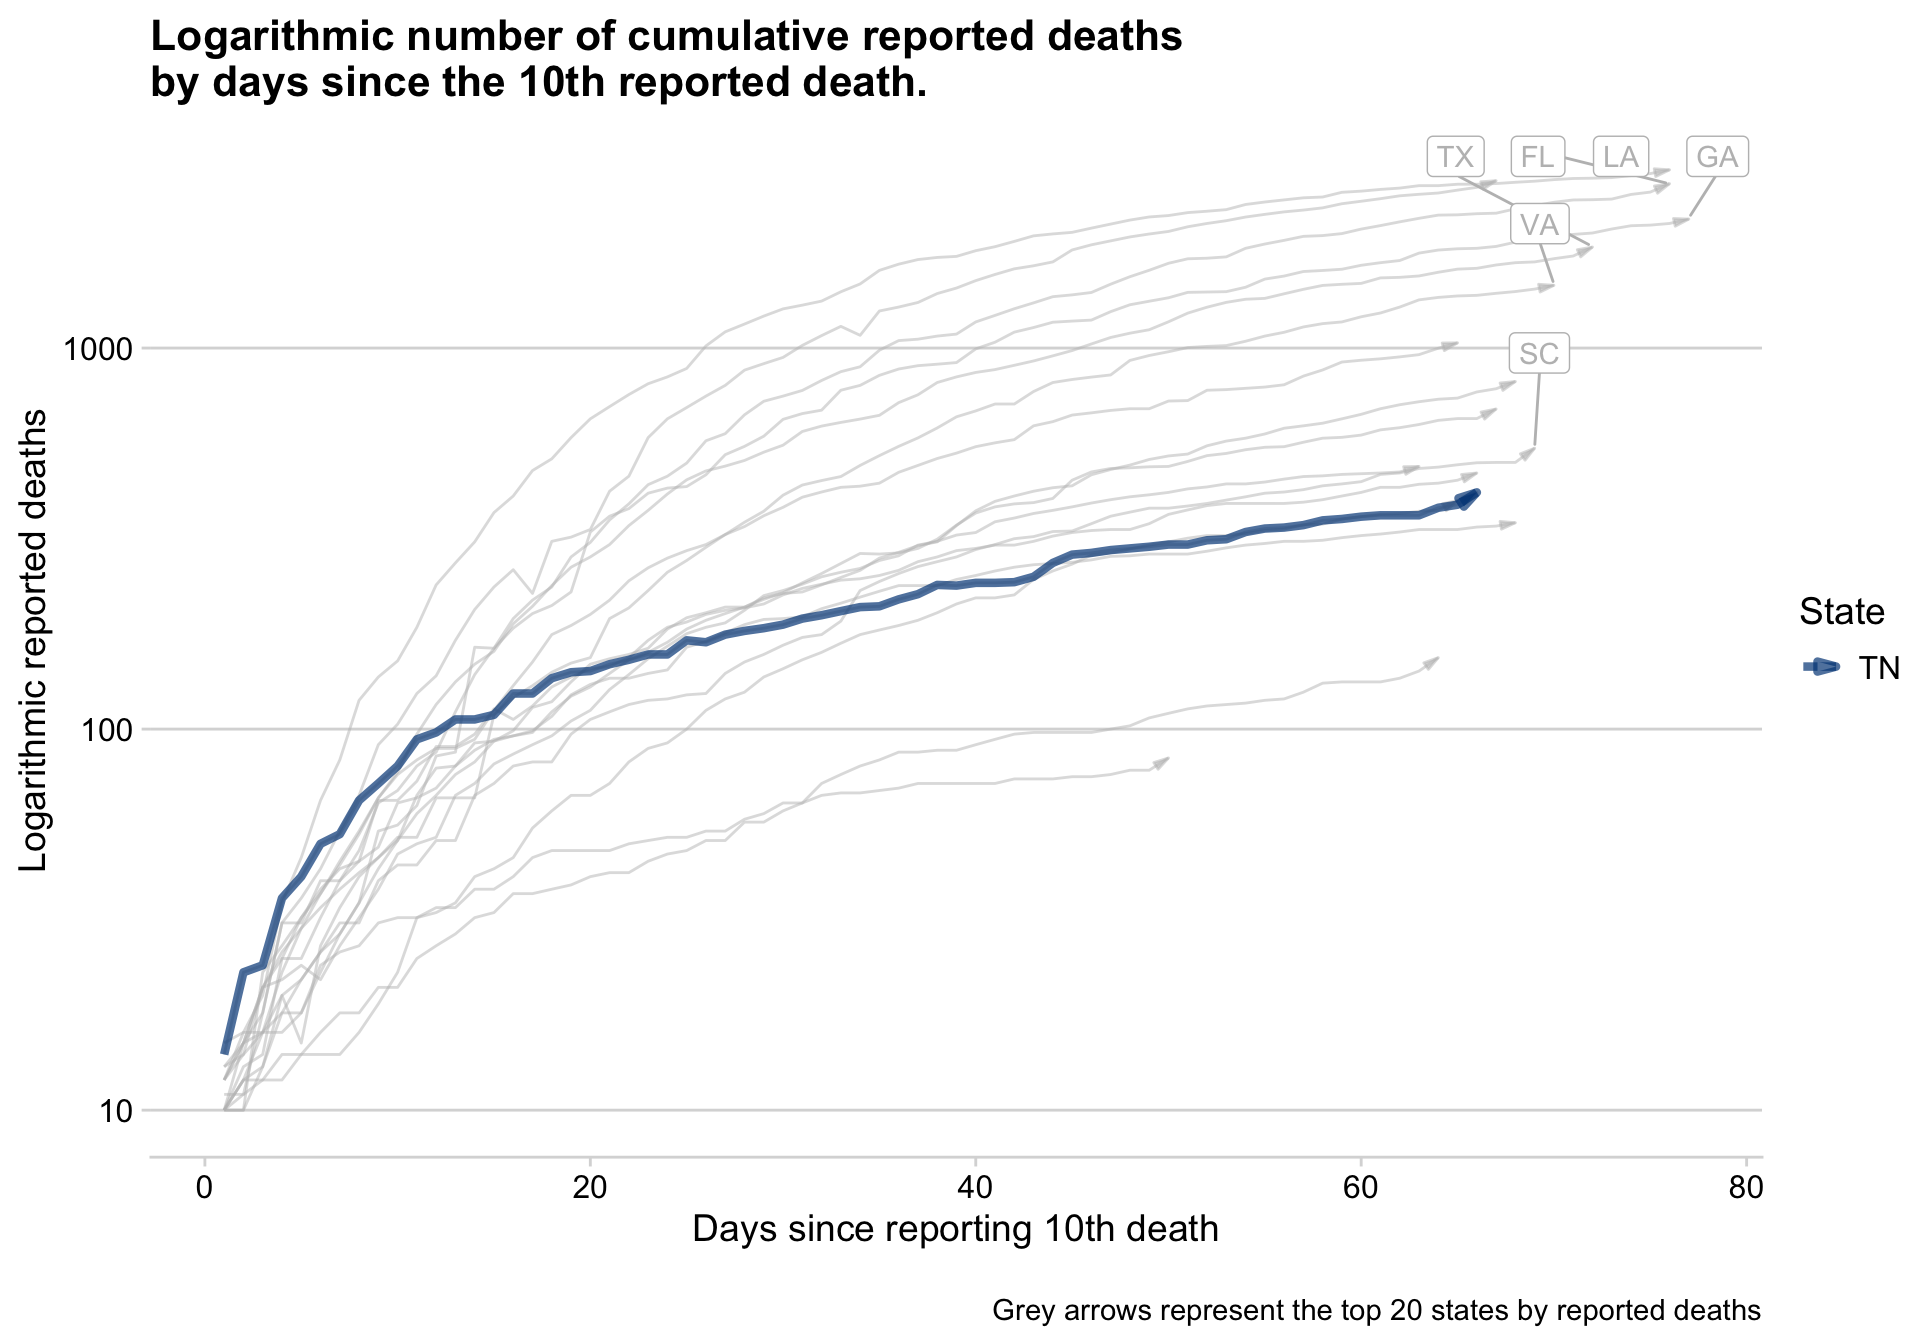 Logarithmic number of cumulative reported deaths
by days since the 10th reported death.
TX FL LA GA
VA
SC
1000
100
10
Logarithmic reported deaths
State
TN
0 20 40 60 80
Days since reporting 10th death
Grey arrows represent the top 20 states by reported deaths